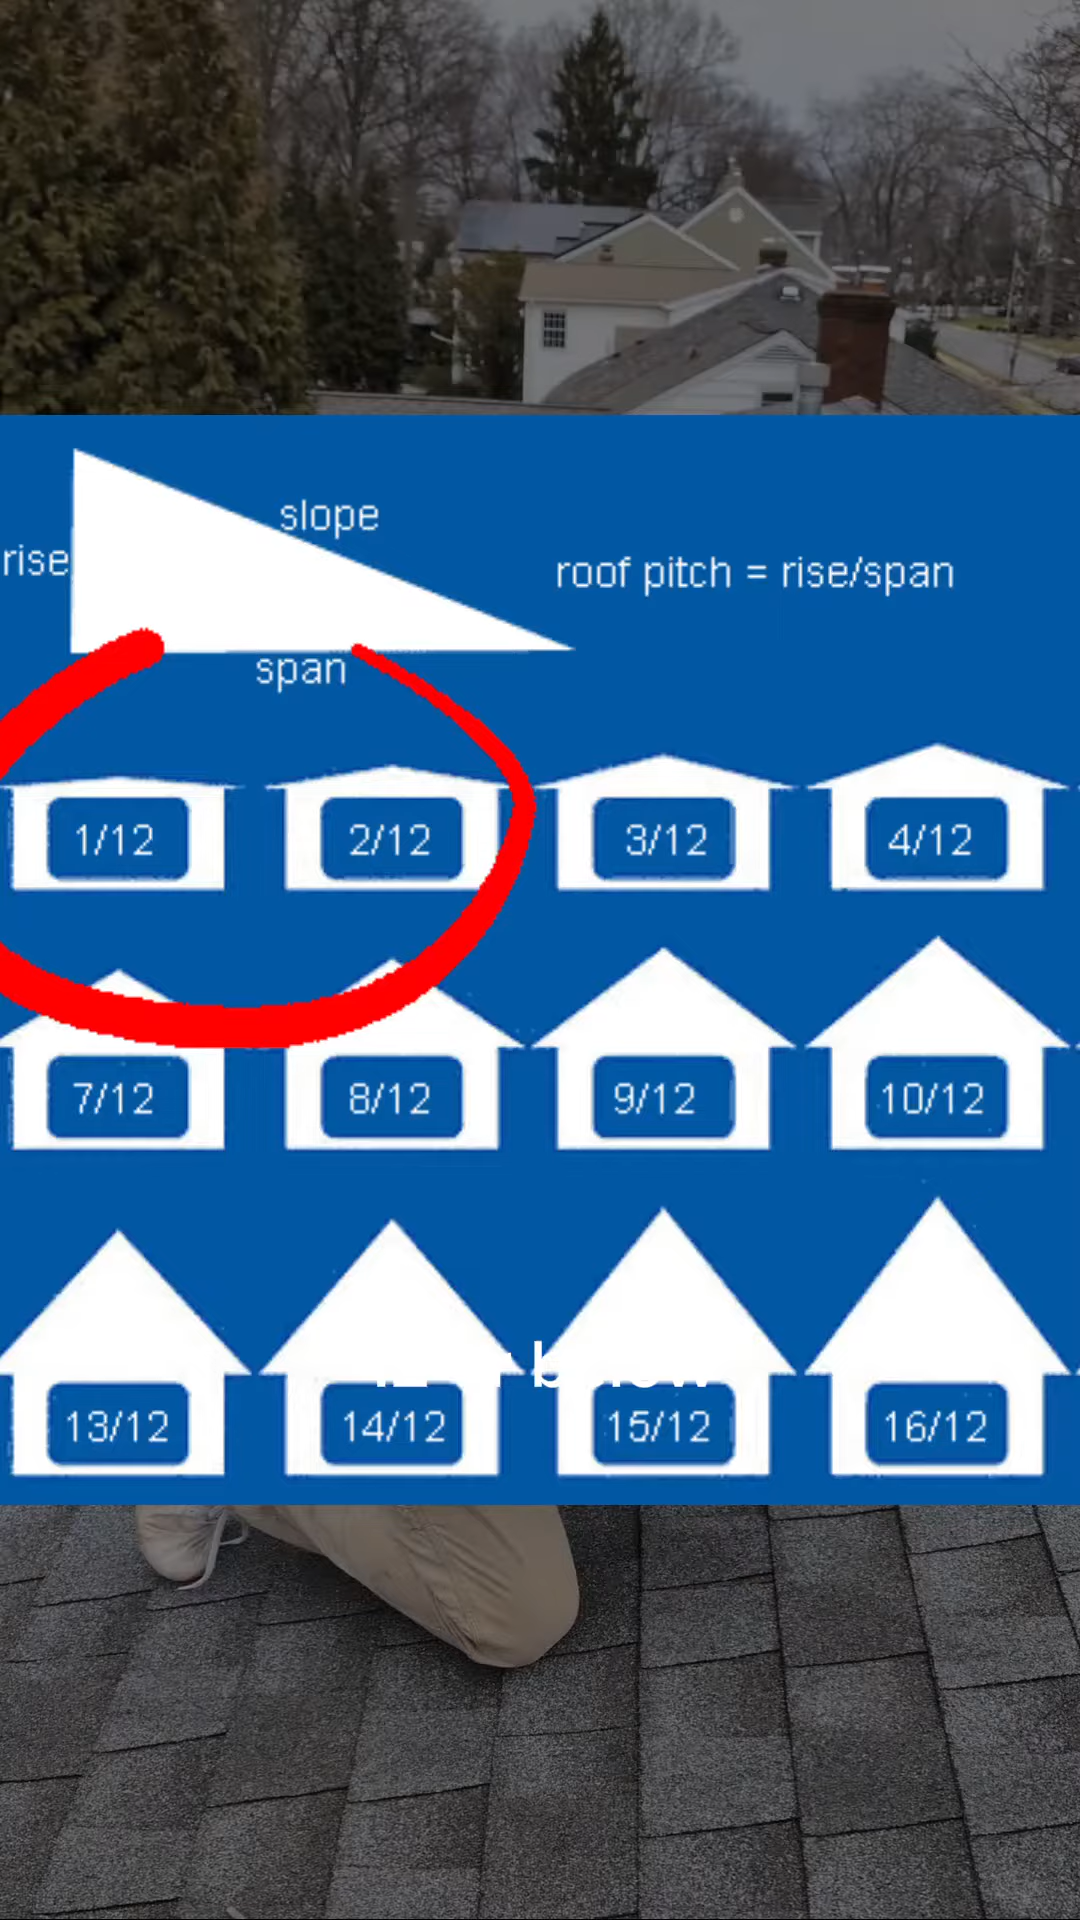 slope
rise
roof pitch = rise/span
span
1/12 2/12 3/12 4/12
7/12 8/12 9/12 10/12
13/12 14/12 15/12 16/12